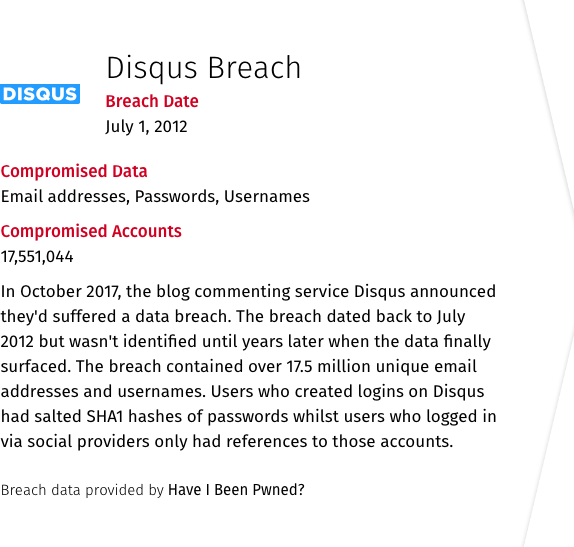 Disqus Breach
DISQUS
Breach Date
July 1, 2012
Compromised Data
Email addresses, Passwords, Usernames
Compromised Accounts
17,551,044
In October 2017, the blog commenting service Disqus announced
they'd suffered a data breach. The breach dated back to July
2012 but wasn't identified until years later when the data finally
surfaced. The breach contained over 17.5 million unique email
addresses and usernames. Users who created logins on Disqus
had salted SHA1 hashes of passwords whilst users who logged in
via social providers only had references to those accounts.
Breach data provided by Have I Been Pwned?